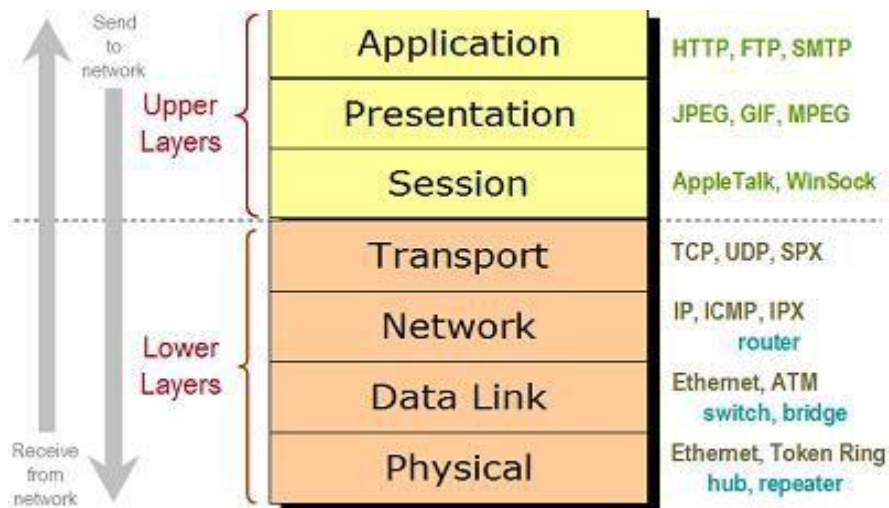 Send
to
network
Upper
Layers
Application
HTTP, FTP, SMTP
Presentation
JPEG, GIF, MPEG
Session
AppleTalk, WinSock
Lower
Layers
Transport
TCP, UDP, SPX
Network
IP, ICMP, IPX
router
Data Link
Ethernet, ATM
switch, bridge
Physical
Ethernet, Token Ring
hub, repeater
Receive
from
network